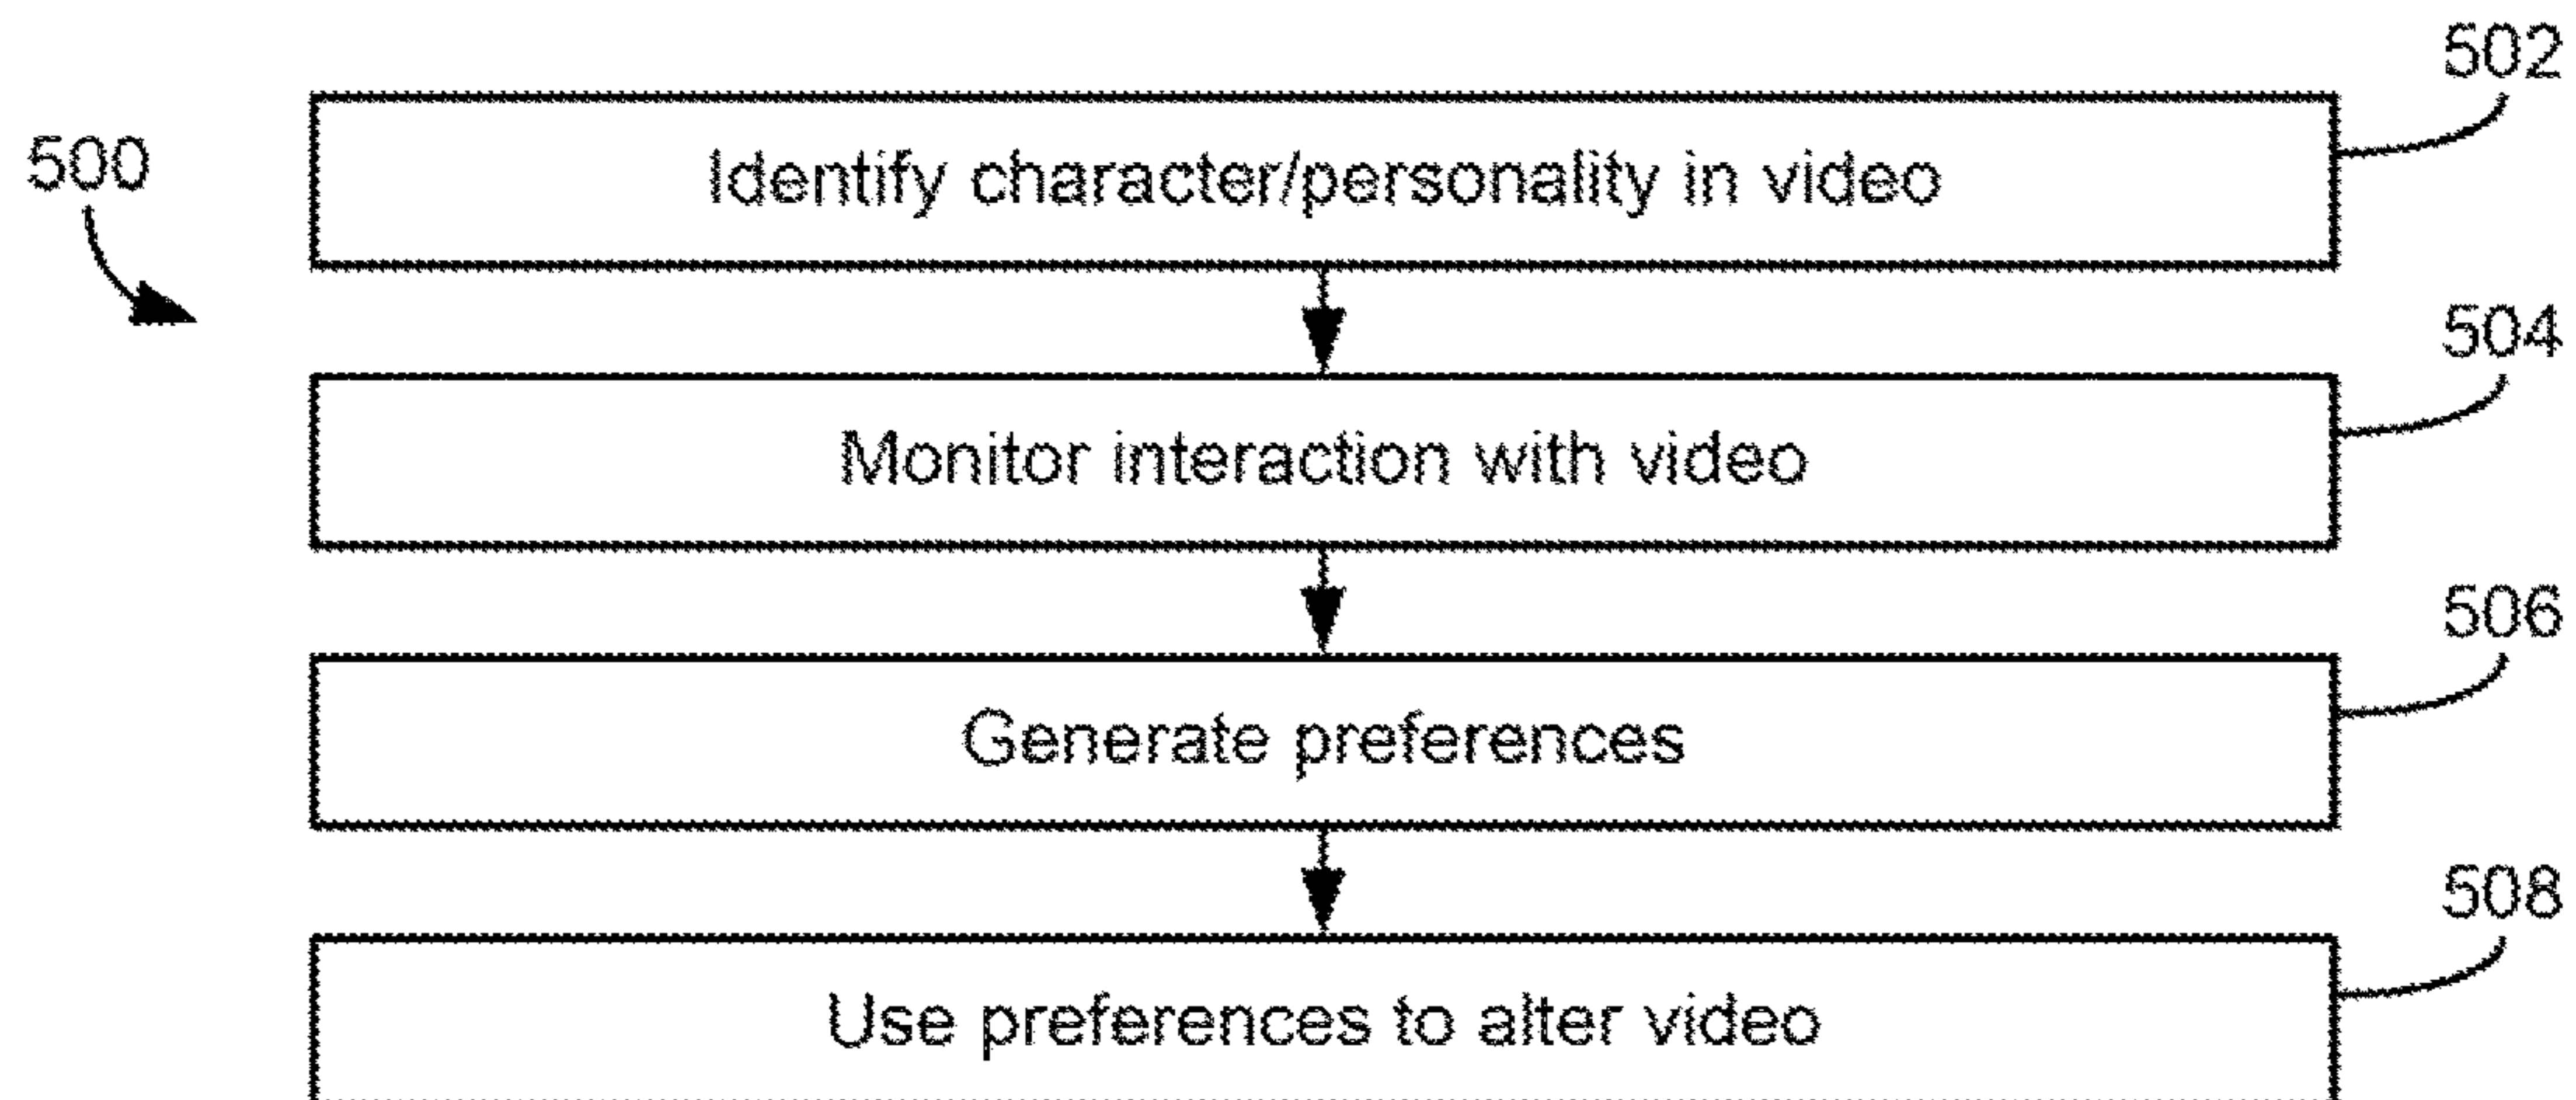 502
500
Identify character/personality in video
504
Monitor interaction with video
506
Generate preferences
508
Use preferences to alter video